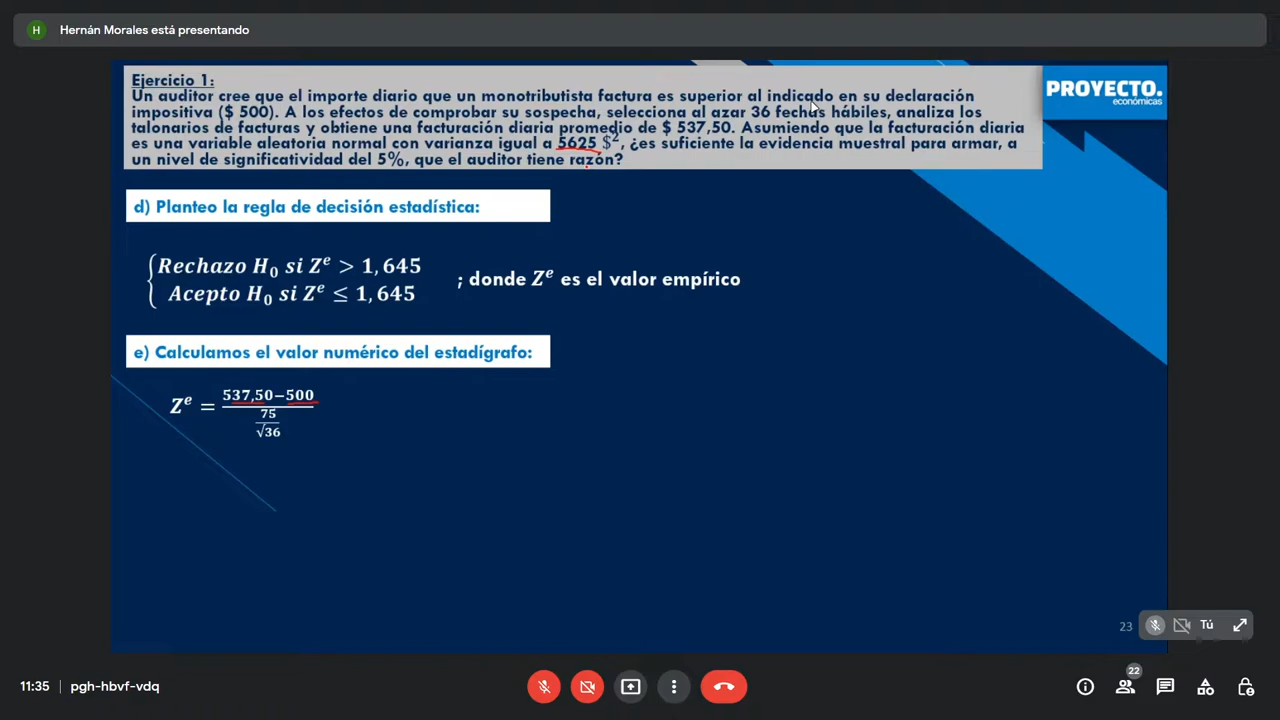 H
Hernán Morales está presentando
Ejercicio 1:
Un auditor cree que el importe diario que un monotributista factura es superior al indicado en su declaración
impositiva ($ 500). A los efectos de comprobar su sospecha, selecciona al azar 36 fechas hábiles, analiza los
talonarios de facturas y obtiene una facturación diaria promedio de $ 537,50. Asumiendo que la facturación diaria
es una variable aleatoria normal con varianza igual a 5625 $², ¿es suficiente la evidencia muestral para armar, a
un nivel de significatividad del 5%, que el auditor tiene razón?
PROYECTO.
económicas
d) Planteo la regla de decisión estadística:
Rechazo H₀ si Zᵉ > 1,645
Acepto H₀ si Zᵉ ≤ 1,645
; donde Zᵉ es el valor empírico
e) Calculamos el valor numérico del estadígrafo:
Zᵉ =
537,50−500
75
√36
23
Tú
11:35 | pgh-hbvf-vdq
22